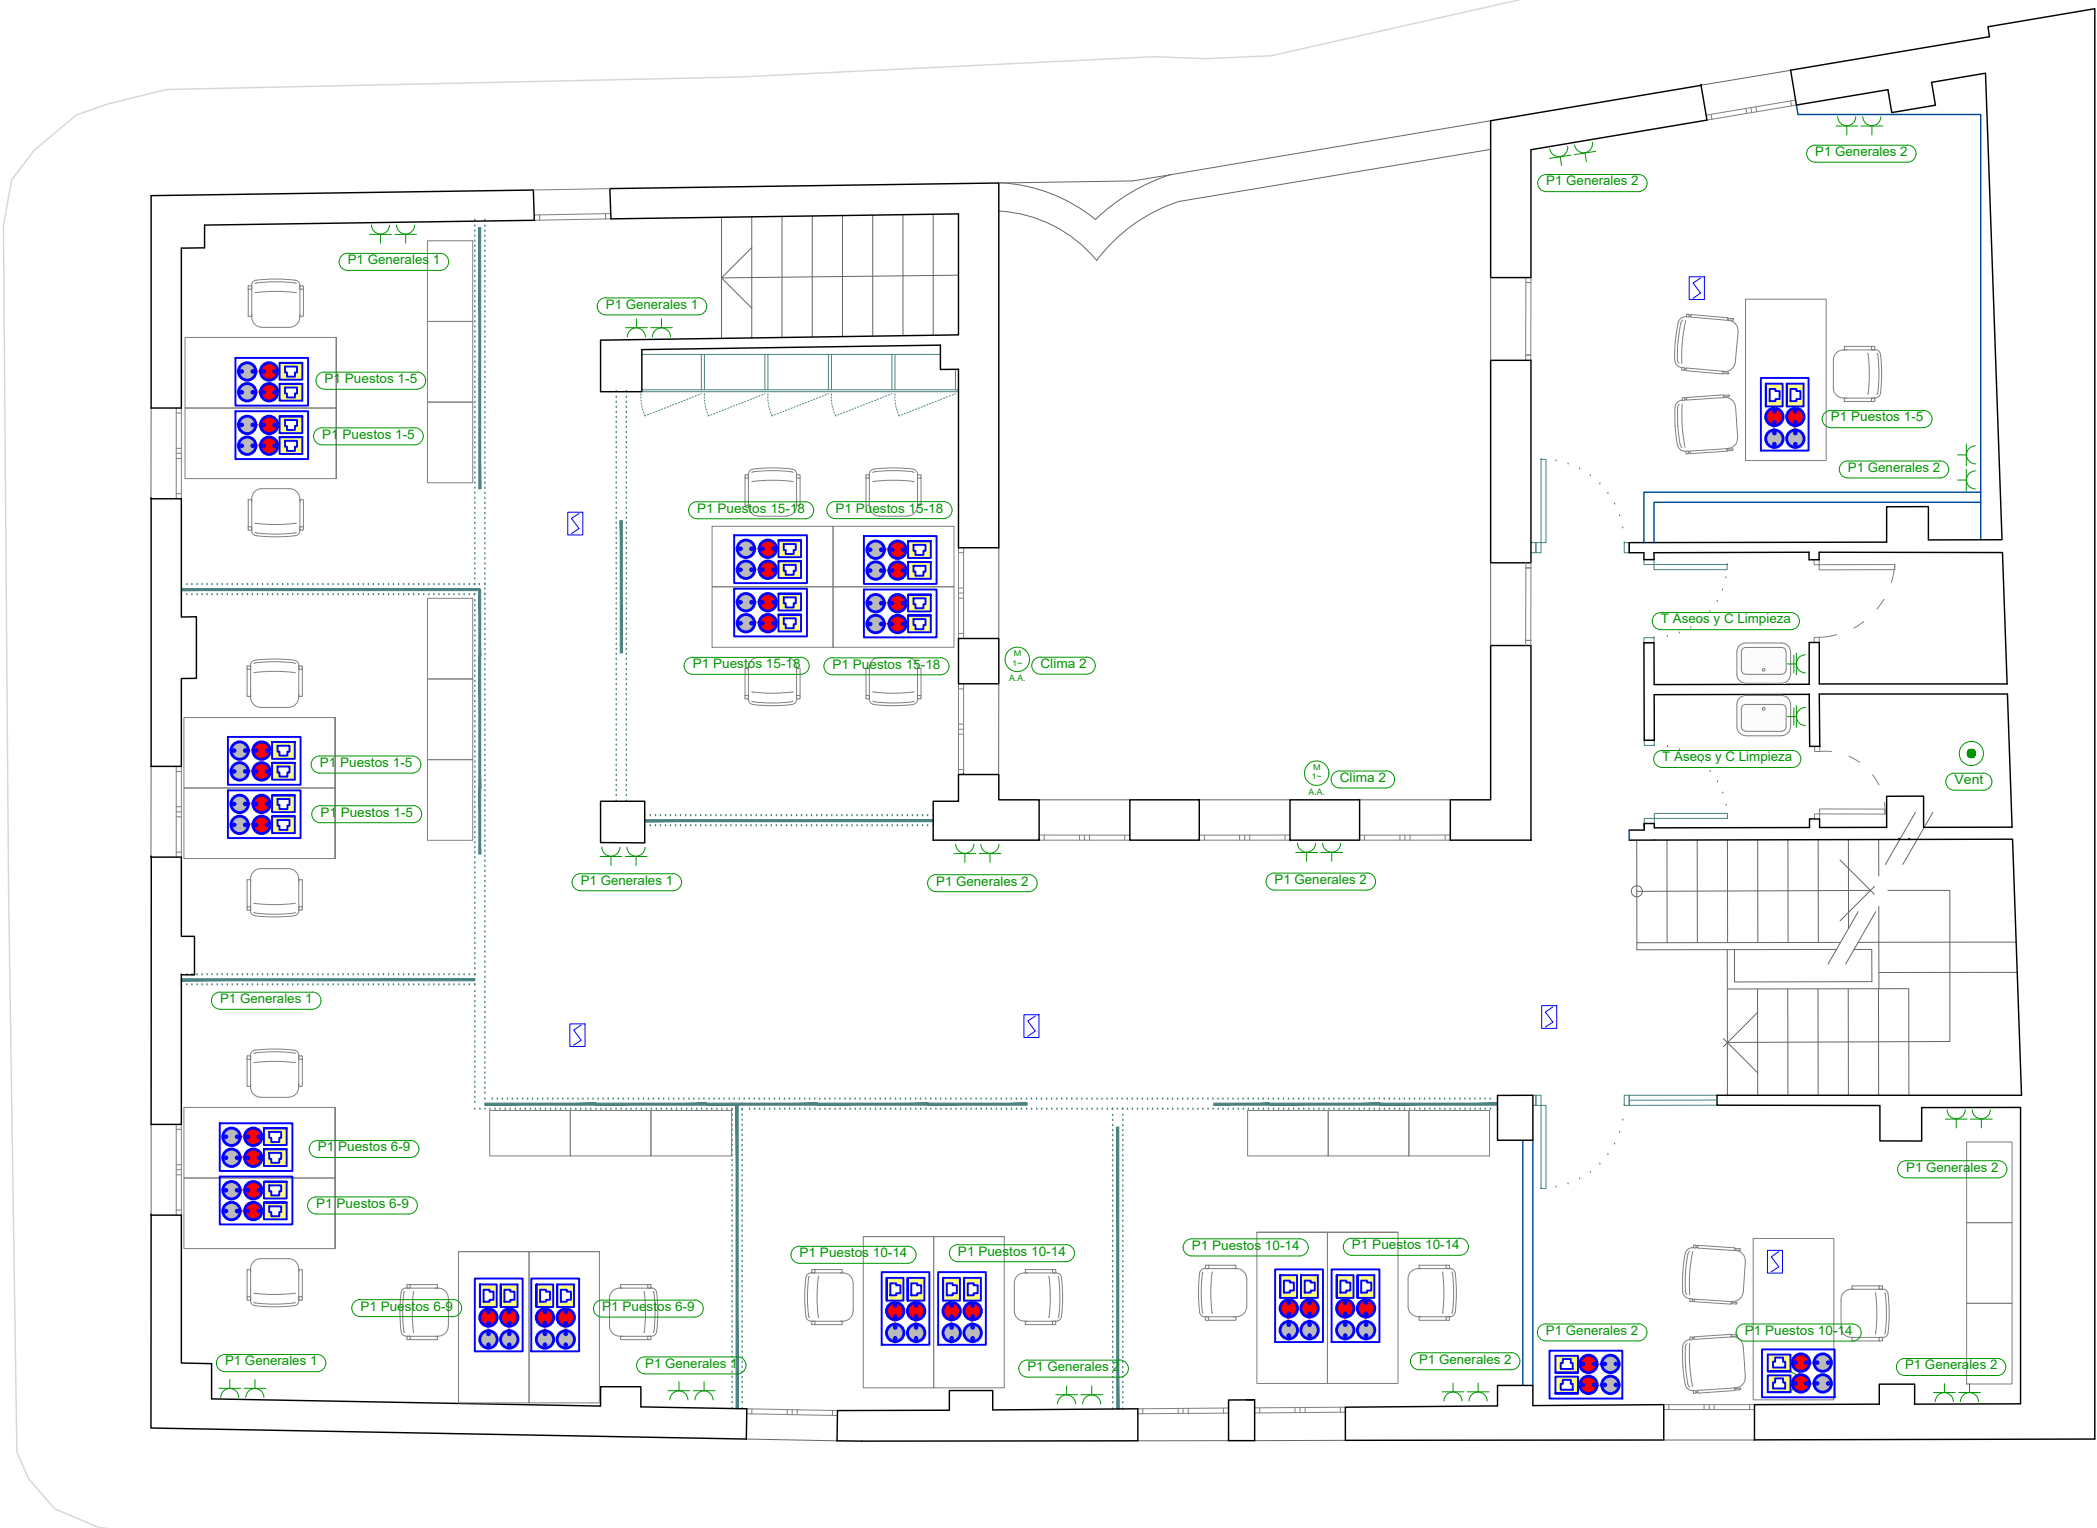 P1 Generales 2
P1 Generales 2
P1 Generales 1
P1 Generales 1
P1 Puestos 1-5
P1 Puestos 1-5
P1 Puestos 1-5
P1 Generales 2
P1 Puestos 15-18
P1 Puestos 15-18
T Aseos y C Limpieza
P1 Puestos 15-18
P1 Puestos 15-18
M
1~
A.A.
Clima 2
T Aseos y C Limpieza
P1 Puestos 1-5
M
1~
A.A.
Clima 2
Vent
P1 Puestos 1-5
P1 Generales 1
P1 Generales 2
P1 Generales 2
P1 Generales 1
P1 Puestos 6-9
P1 Generales 2
P1 Puestos 6-9
P1 Puestos 10-14
P1 Puestos 10-14
P1 Puestos 10-14
P1 Puestos 10-14
P1 Puestos 6-9
P1 Puestos 6-9
P1 Generales 2
P1 Puestos 10-14
P1 Generales 1
P1 Generales 1
P1 Generales 2
P1 Generales 2
P1 Generales 2